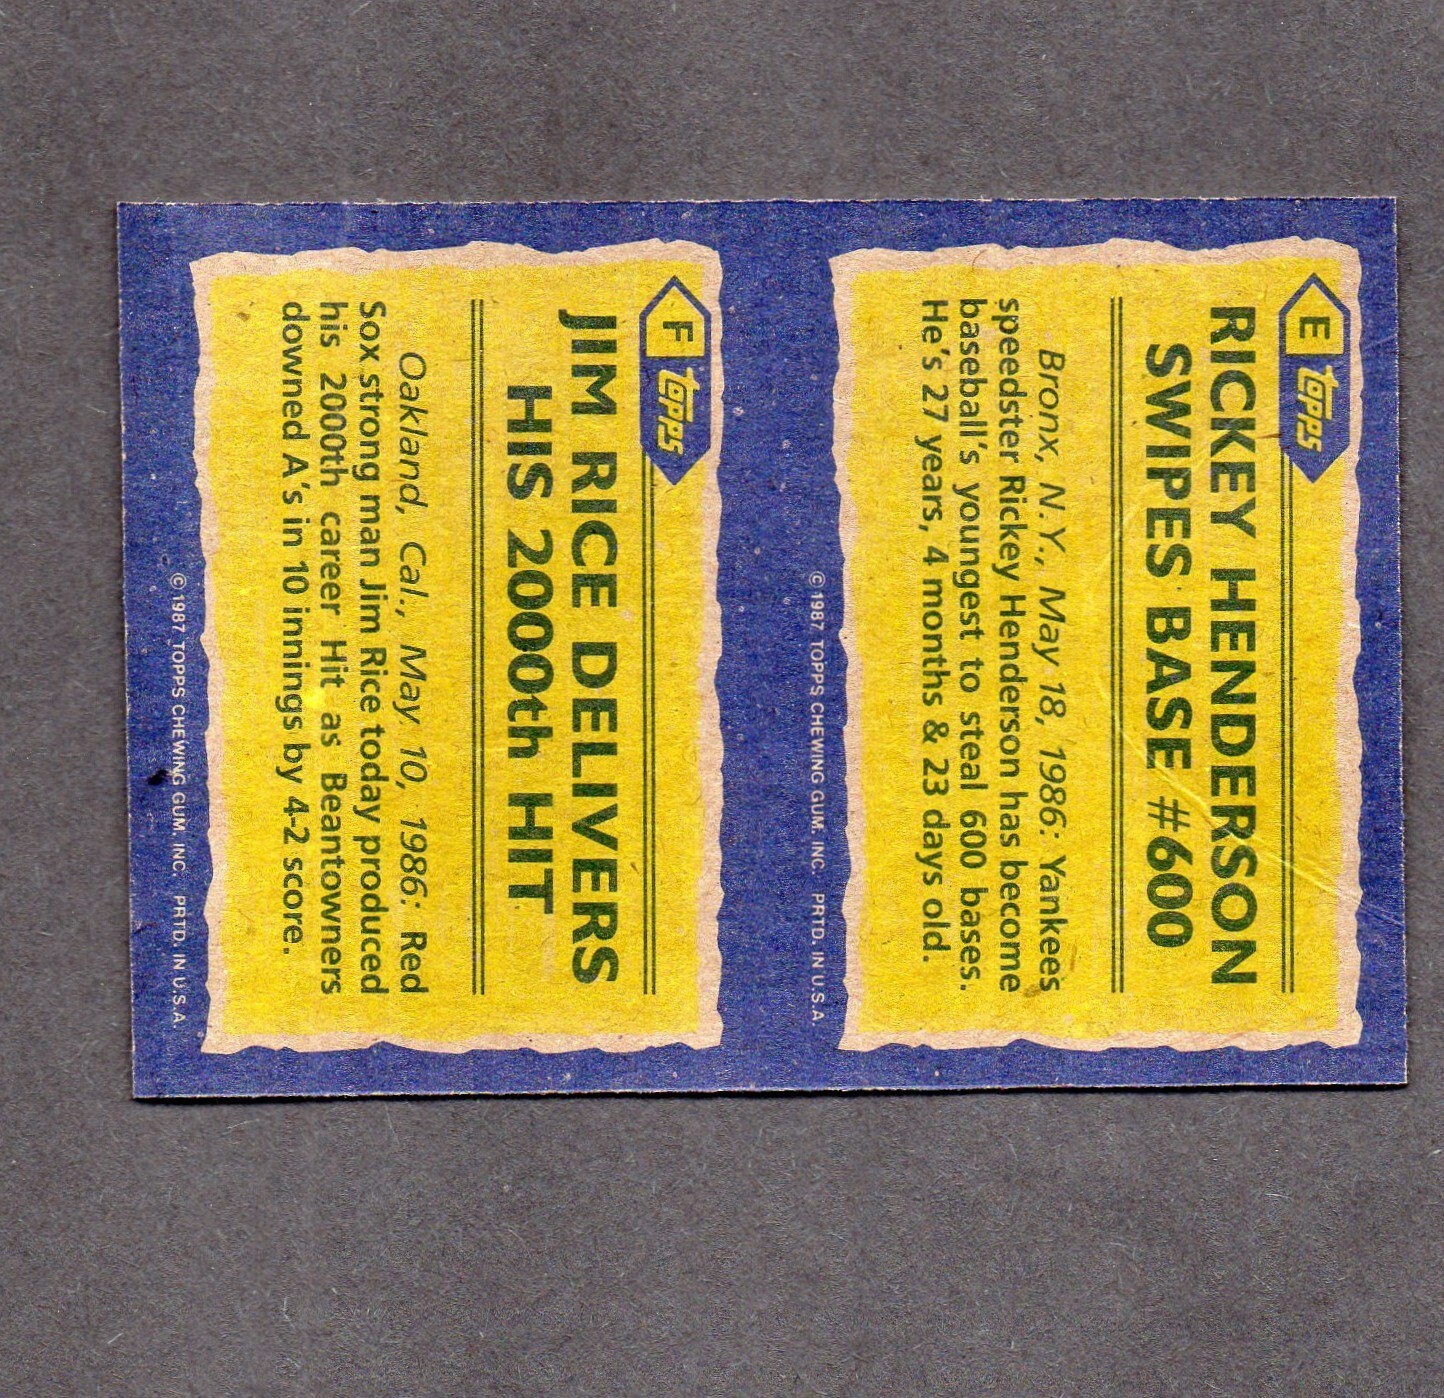 E topps
RICKEY HENDERSON
SWIPES BASE #600
Bronx, N.Y., May 18, 1986: Yankees
speedster Rickey Henderson has become
baseball's youngest to steal 600 bases.
He's 27 years, 4 months & 23 days old.
©1987 TOPPS CHEWING GUM, INC. PRTD. IN U.S.A.
F topps
JIM RICE DELIVERS
HIS 2000th HIT
Oakland, Cal., May 10, 1986: Red
Sox strong man Jim Rice today produced
his 2000th career Hit as Beantowners
downed A's in 10 innings by 4-2 score.
©1987 TOPPS CHEWING GUM, INC. PRTD. IN U.S.A.